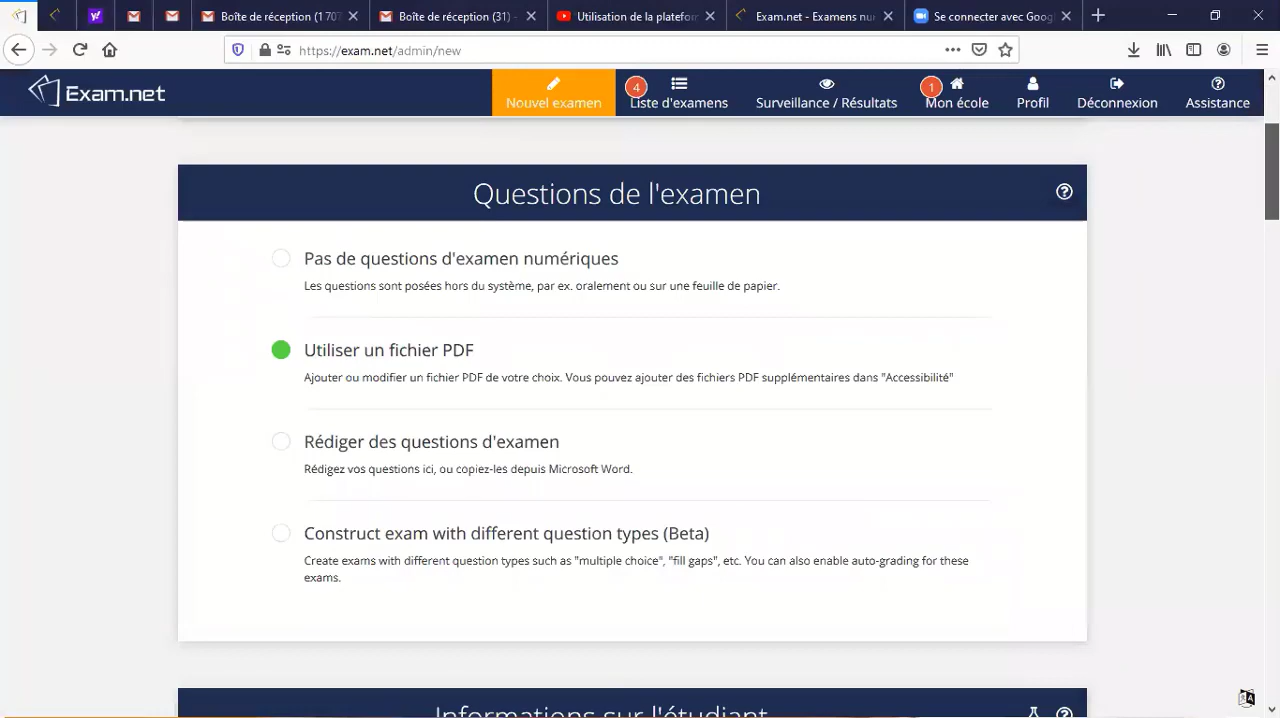 Boîte de réception (1 707
Boîte de réception (31) -
Utilisation de la platefor
Exam.net - Examens nu
Se connecter avec Goog
https://exam.net/admin/new
Exam.net
Nouvel examen
4
Liste d'examens
Surveillance / Résultats
1
Mon école
Profil
Déconnexion
Assistance
Questions de l'examen
Pas de questions d'examen numériques
Les questions sont posées hors du système, par ex. oralement ou sur une feuille de papier.
Utiliser un fichier PDF
Ajouter ou modifier un fichier PDF de votre choix. Vous pouvez ajouter des fichiers PDF supplémentaires dans "Accessibilité"
Rédiger des questions d'examen
Rédigez vos questions ici, ou copiez-les depuis Microsoft Word.
Construct exam with different question types (Beta)
Create exams with different question types such as "multiple choice", "fill gaps", etc. You can also enable auto-grading for these
exams.
Informations sur l'étudiant